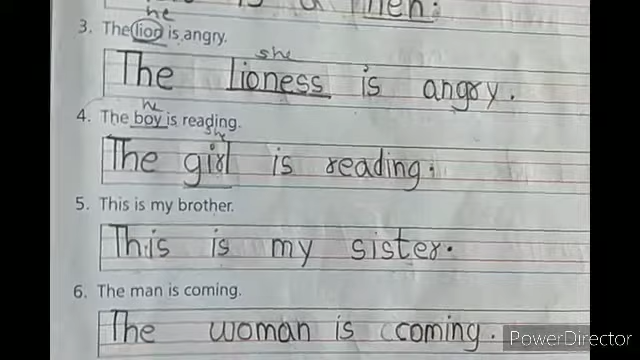 hen.
he
3. The lion is angry.
she
The lioness is angry.
he
4. The boy is reading.
she
The girl is reading.
5. This is my brother.
This is my sister.
6. The man is coming.
The woman is coming.
PowerDirector